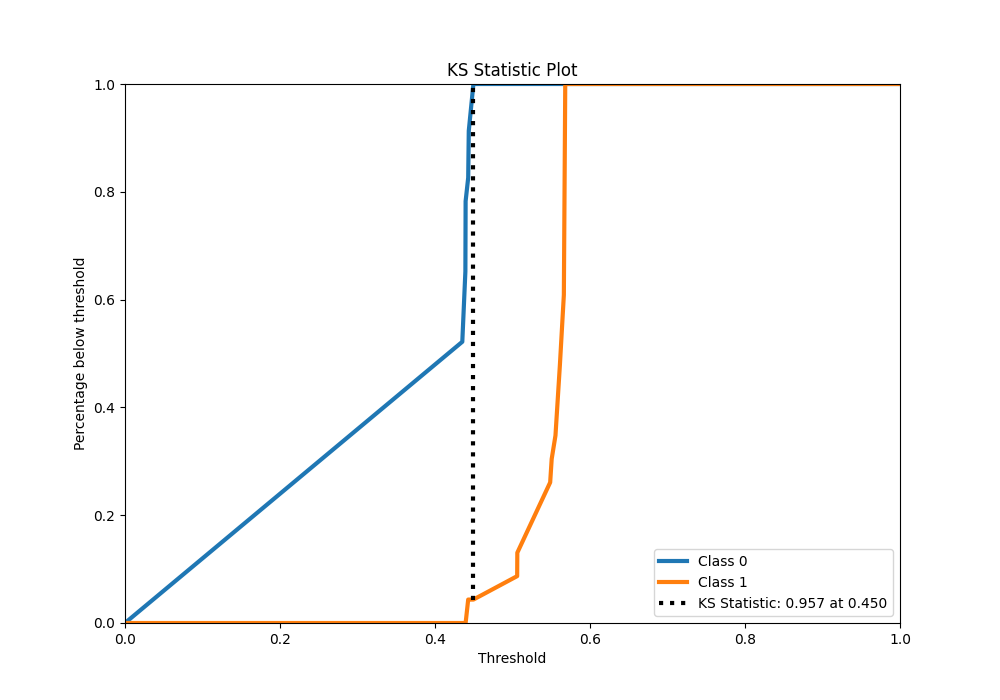 KS Statistic Plot
1.0
0.8
0.6
0.4
0.2
0.0
Percentage below threshold
0.0 0.2 0.4 0.6 0.8 1.0
Threshold
Class 0
Class 1
KS Statistic: 0.957 at 0.450